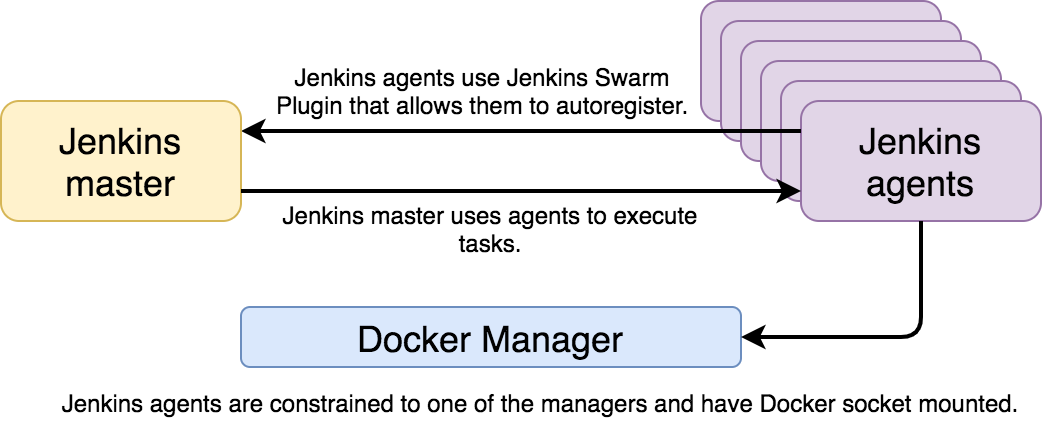 Jenkins agents use Jenkins Swarm
Plugin that allows them to autoregister.
Jenkins
master
Jenkins
agents
Jenkins master uses agents to execute
tasks.
Docker Manager
Jenkins agents are constrained to one of the managers and have Docker socket mounted.